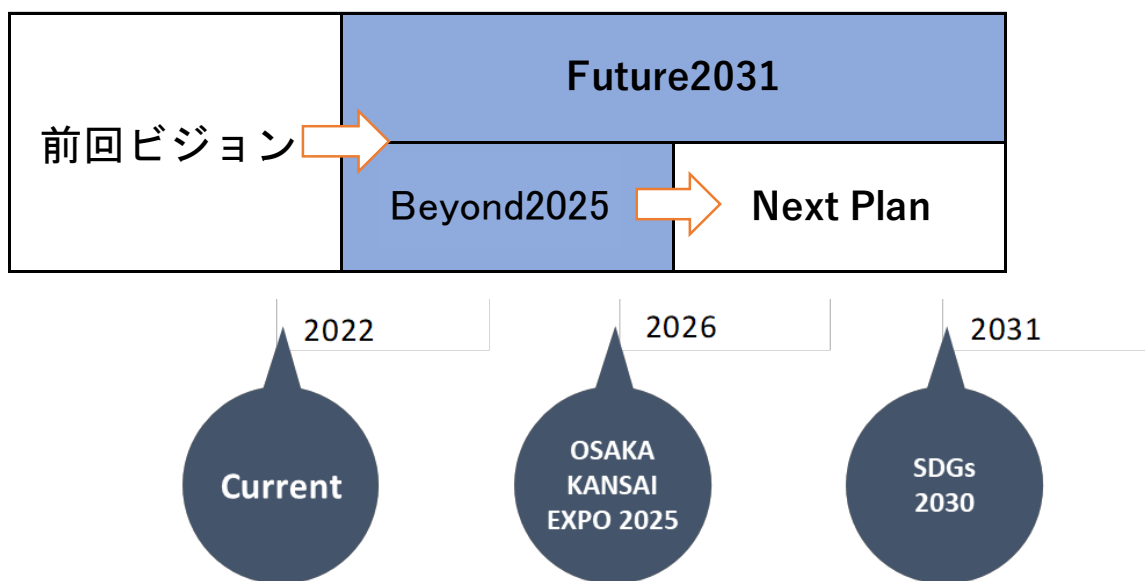 前回ビジョン
Future2031
Beyond2025
Next Plan
2022
2026
2031
Current
OSAKA
KANSAI
EXPO 2025
SDGs
2030